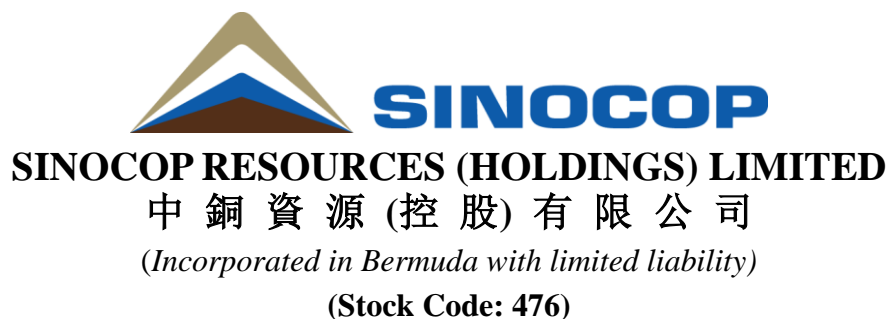 SINOCOP
SINOCOP RESOURCES (HOLDINGS) LIMITED
中 銅 資 源 (控 股) 有 限 公 司
(Incorporated in Bermuda with limited liability)
(Stock Code: 476)